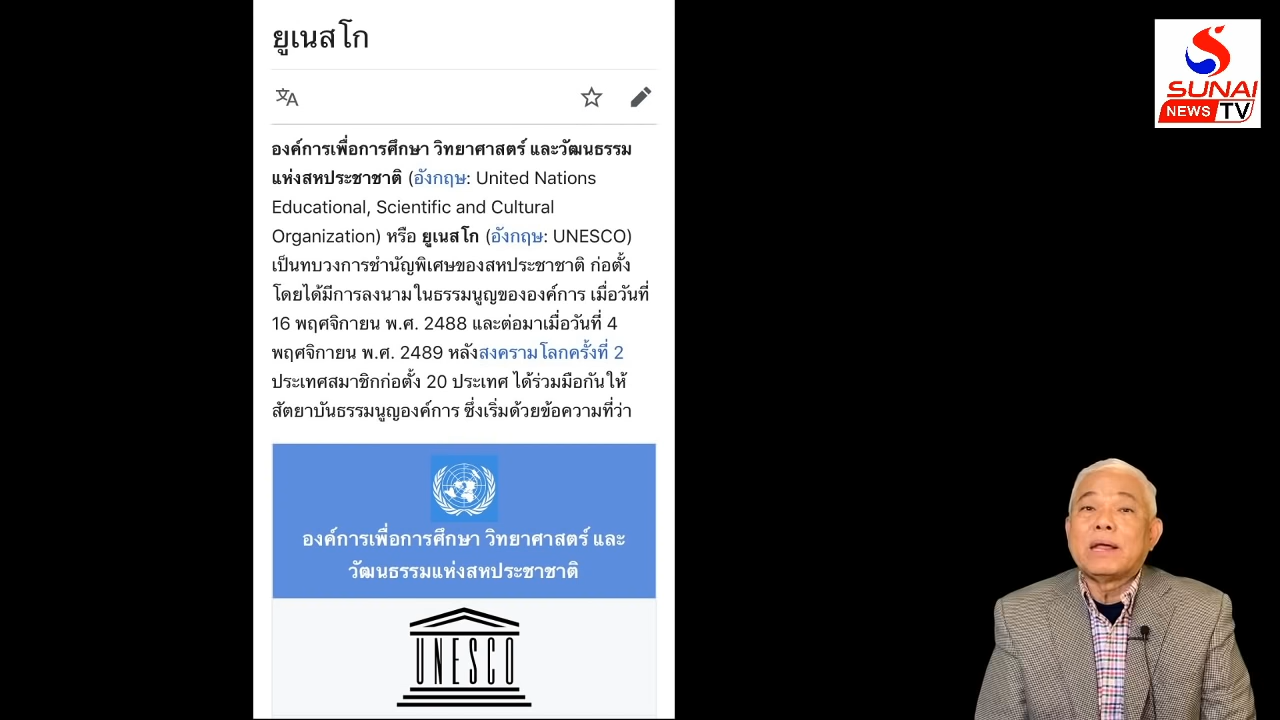 ยูเนสโก
องค์การเพื่อการศึกษา วิทยาศาสตร์ และวัฒนธรรม
แห่งสหประชาชาติ (อังกฤษ: United Nations
Educational, Scientific and Cultural
Organization) หรือ ยูเนสโก (อังกฤษ: UNESCO)
เป็นทบวงการชำนัญพิเศษของสหประชาชาติ ก่อตั้ง
โดยได้มีการลงนามในธรรมนูญขององค์การ เมื่อวันที่
16 พฤศจิกายน พ.ศ. 2488 และต่อมาเมื่อวันที่ 4
พฤศจิกายน พ.ศ. 2489 หลังสงครามโลกครั้งที่ 2
ประเทศสมาชิกก่อตั้ง 20 ประเทศ ได้ร่วมมือกันให้
สัตยาบันธรรมนูญองค์การ ซึ่งเริ่มด้วยข้อความที่ว่า
องค์การเพื่อการศึกษา วิทยาศาสตร์ และ
วัฒนธรรมแห่งสหประชาชาติ
UNESCO
SUNAI
NEWS TV